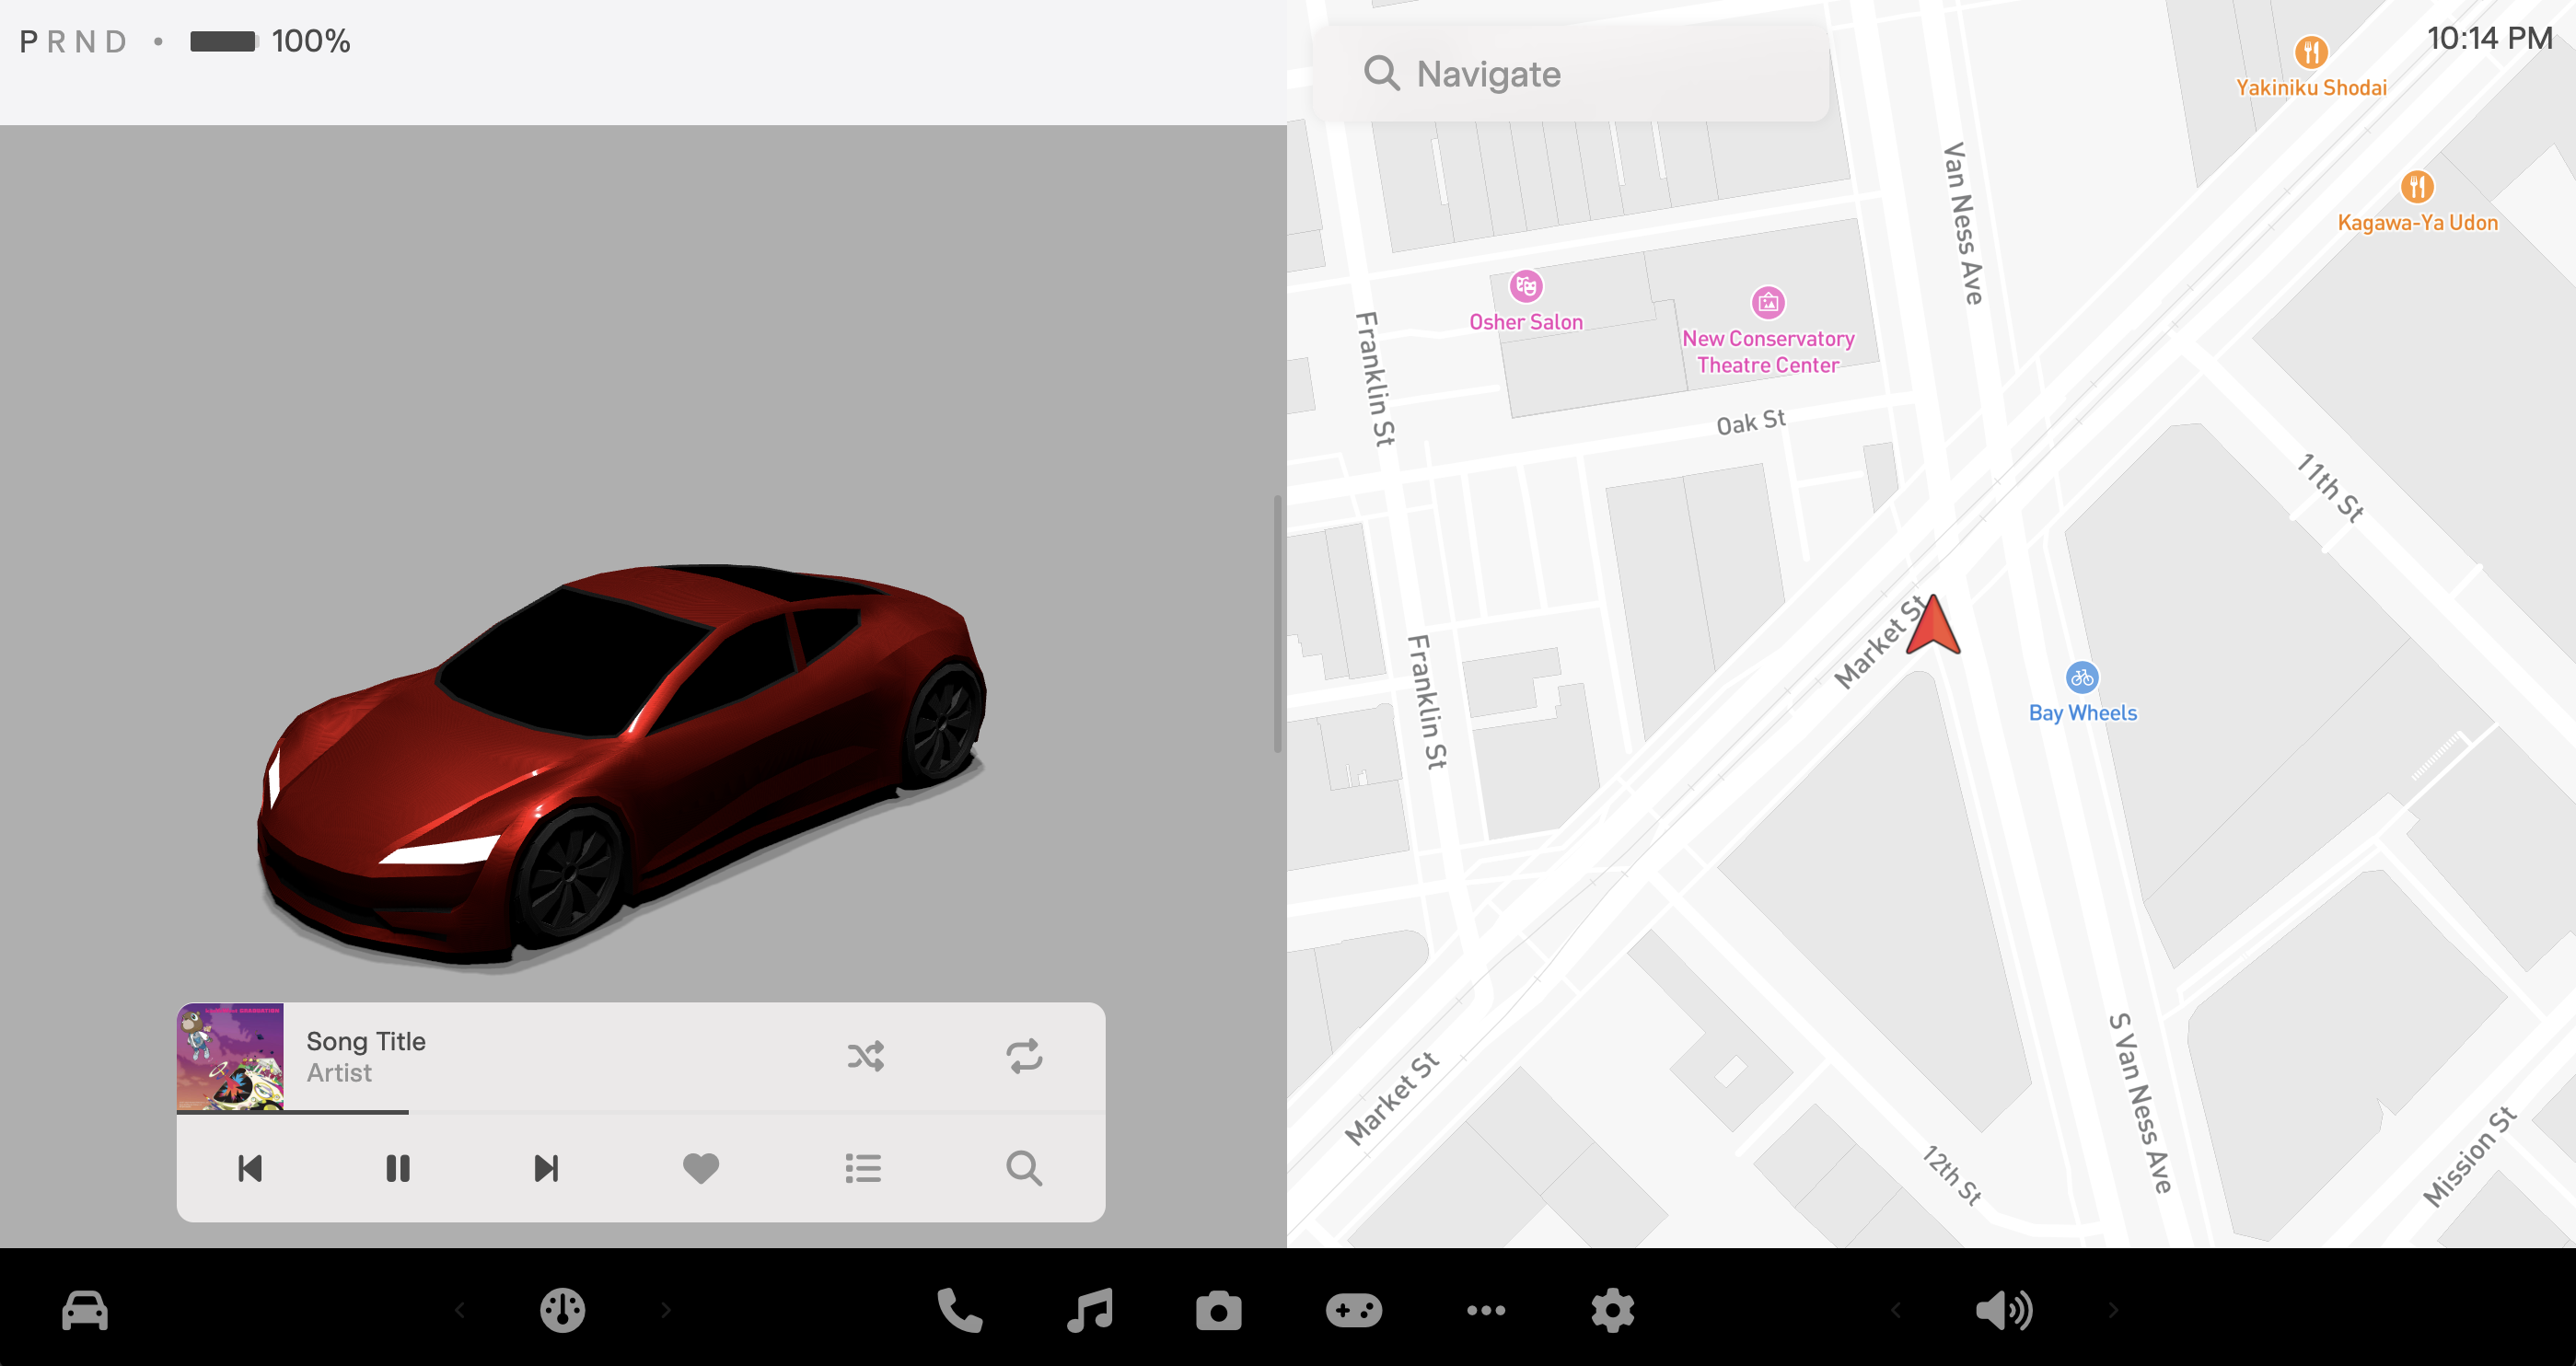 P R N D • 100%
Navigate
10:14 PM
Yakiniku Shodai
Kagawa-Ya Udon
Van Ness Ave
Osher Salon
New Conservatory
Theatre Center
Franklin St
Oak St
11th St
Market St
Franklin St
Bay Wheels
Song Title
Artist
Market St
S Van Ness Ave
12th St
Mission St